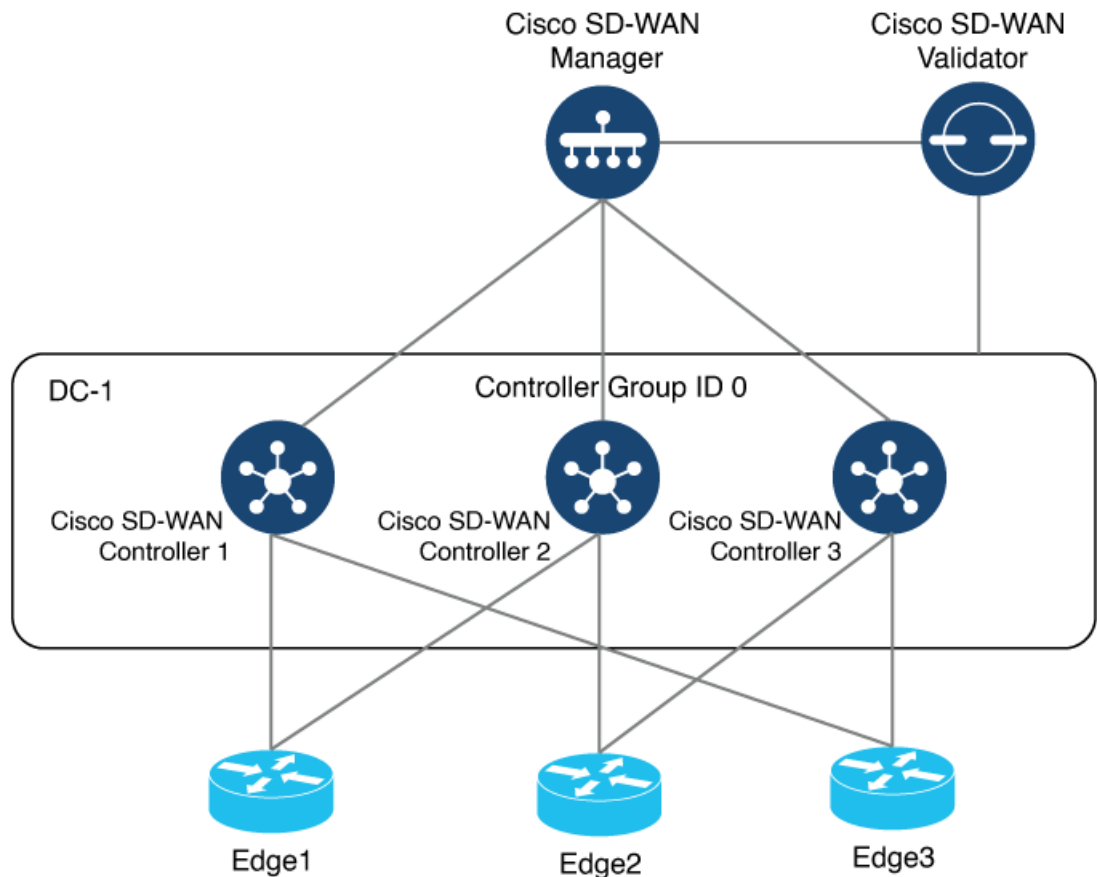 Cisco SD-WAN
Manager
Cisco SD-WAN
Validator
DC-1
Controller Group ID 0
Cisco SD-WAN
Controller 1
Cisco SD-WAN
Controller 2
Cisco SD-WAN
Controller 3
Edge1
Edge2
Edge3